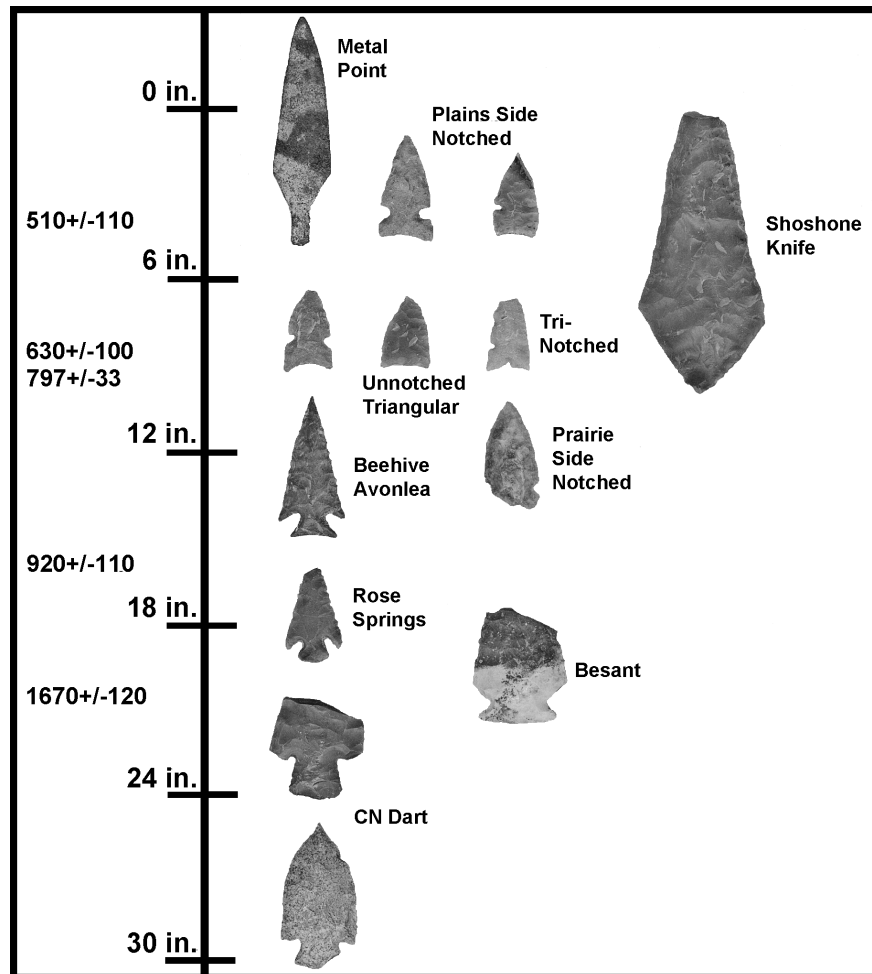 Metal
Point
0 in.
Plains Side
Notched
510+/-110
Shoshone
Knife
6 in.
630+/-100
797+/-33
Tri-
Notched
Unnotched
Triangular
12 in.
Beehive
Avonlea
Prairie
Side
Notched
920+/-110
18 in.
Rose
Springs
Besant
1670+/-120
24 in.
CN Dart
30 in.